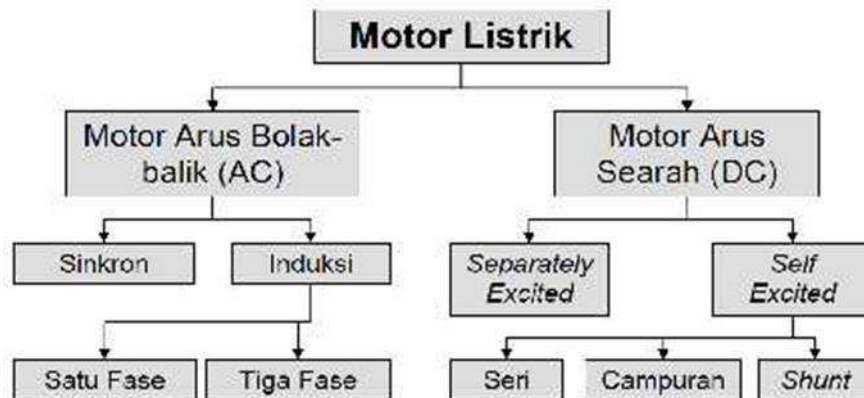 Motor Listrik
Motor Arus Bolak-
balik (AC)
Motor Arus
Searah (DC)
Sinkron
Induksi
Separately
Excited
Self
Excited
Satu Fase
Tiga Fase
Seri
Campuran
Shunt